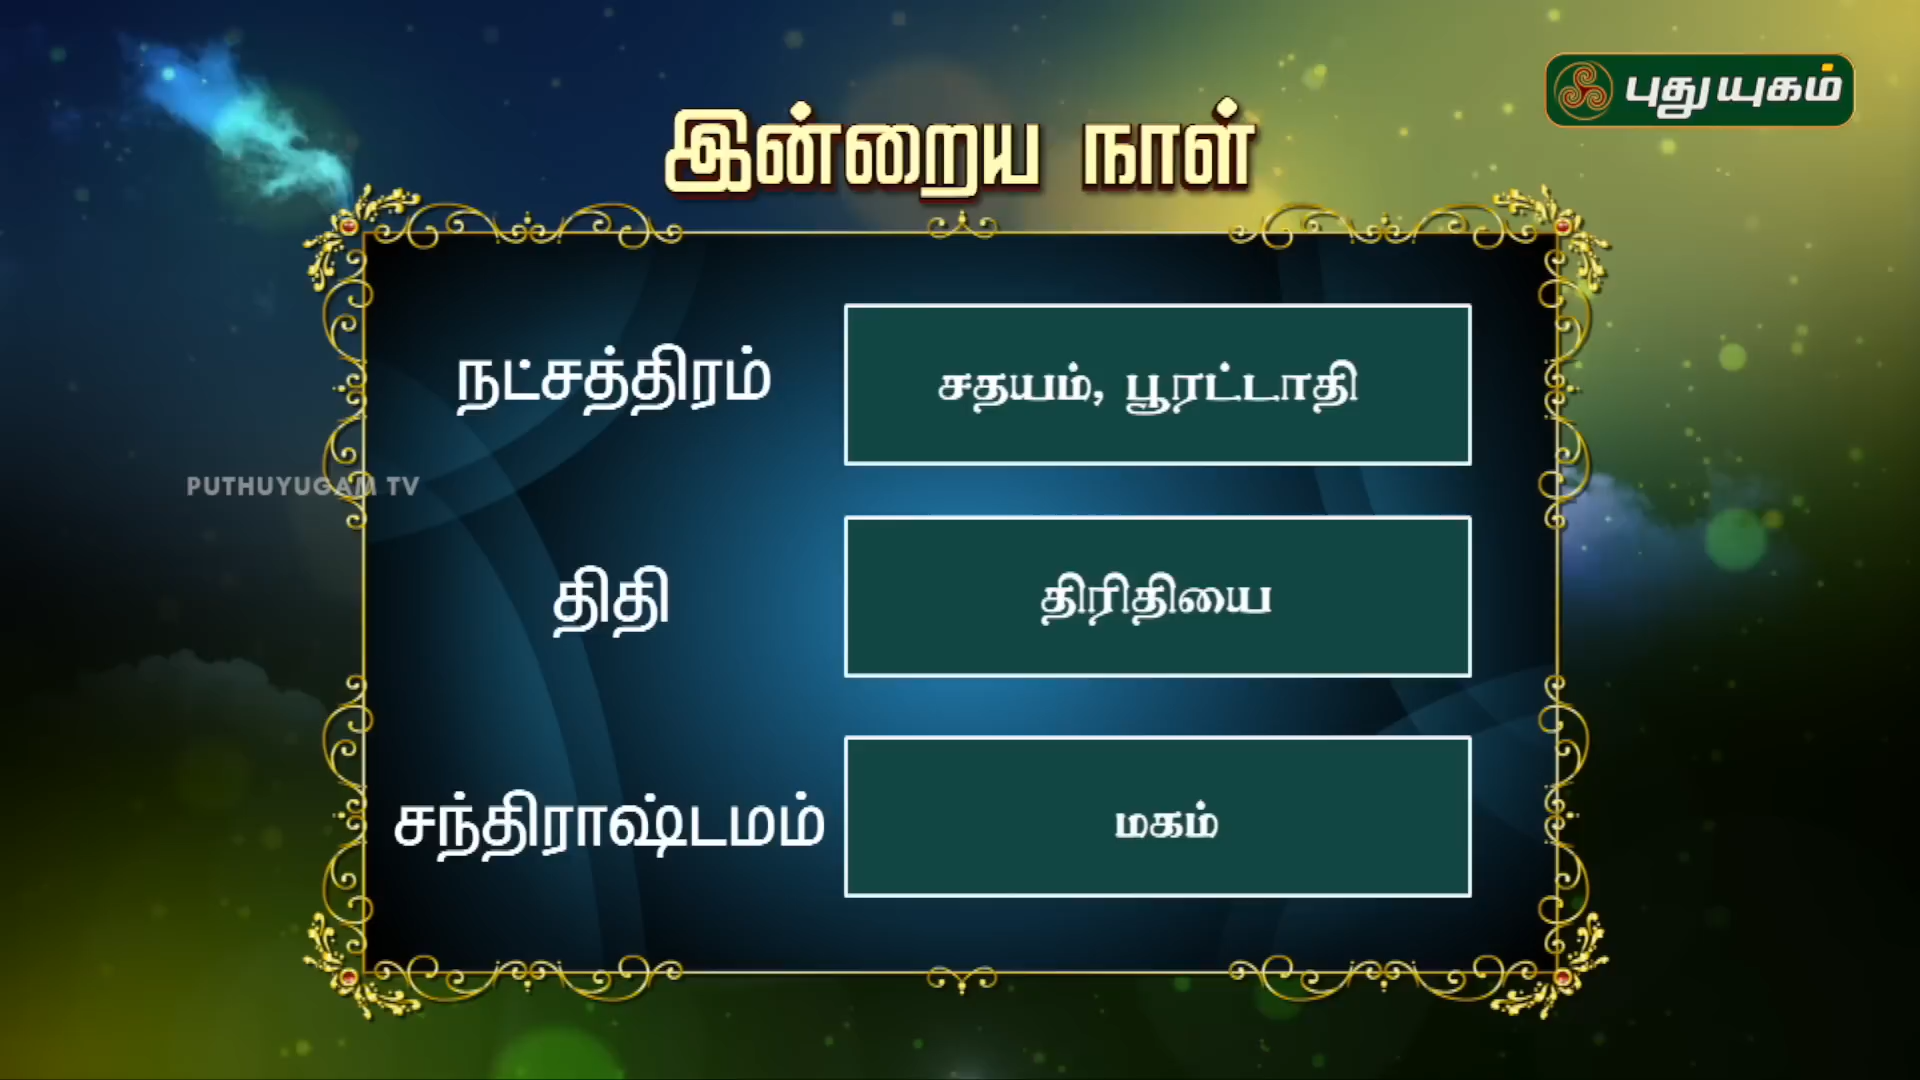 புதுயுகம்
இன்றைய நாள்
நட்சத்திரம்
சதயம், பூரட்டாதி
PUTHUYUGAM TV
திதி
திரிதியை
சந்திராஷ்டமம்
மகம்